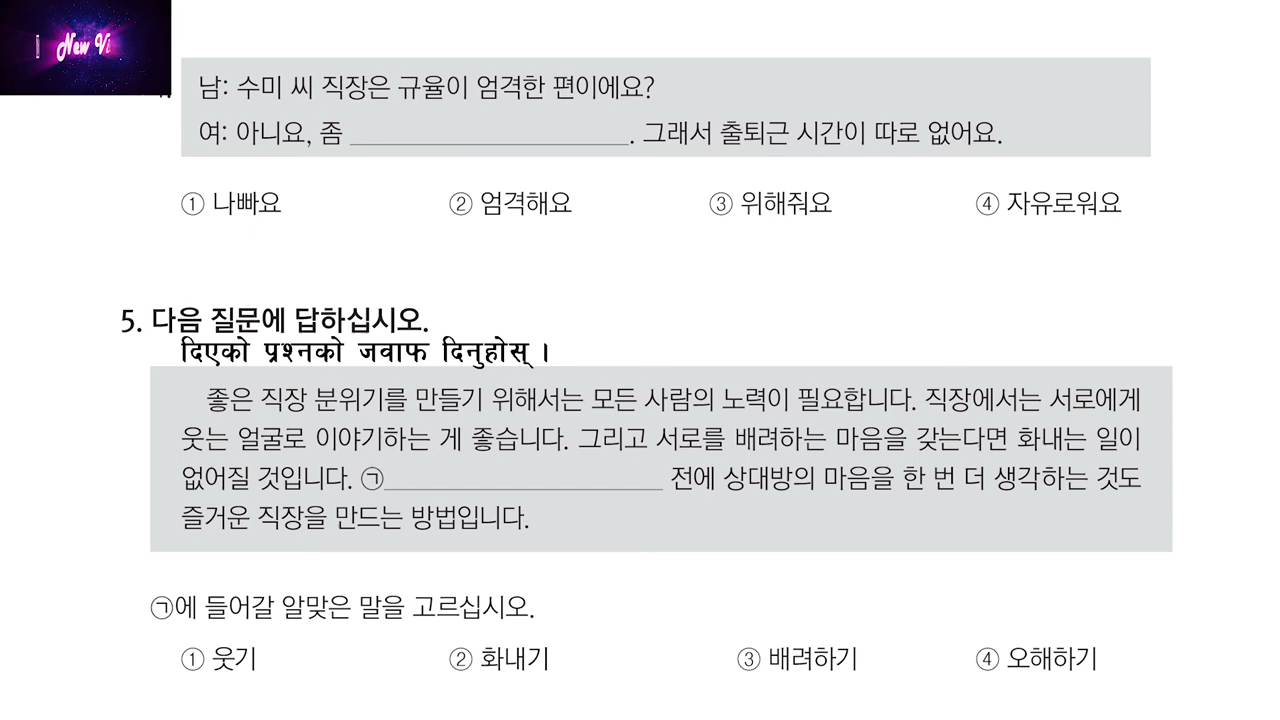 New Vi
남: 수미 씨 직장은 규율이 엄격한 편이에요?
여: 아니요, 좀 ____________________. 그래서 출퇴근 시간이 따로 없어요.
① 나빠요 ② 엄격해요 ③ 위해줘요 ④ 자유로워요
5. 다음 질문에 답하십시오.
दिएको प्रश्नको जवाफ दिनुहोस् ।
좋은 직장 분위기를 만들기 위해서는 모든 사람의 노력이 필요합니다. 직장에서는 서로에게
웃는 얼굴로 이야기하는 게 좋습니다. 그리고 서로를 배려하는 마음을 갖는다면 화내는 일이
없어질 것입니다. ㉠____________________ 전에 상대방의 마음을 한 번 더 생각하는 것도
즐거운 직장을 만드는 방법입니다.
㉠에 들어갈 알맞은 말을 고르십시오.
① 웃기 ② 화내기 ③ 배려하기 ④ 오해하기